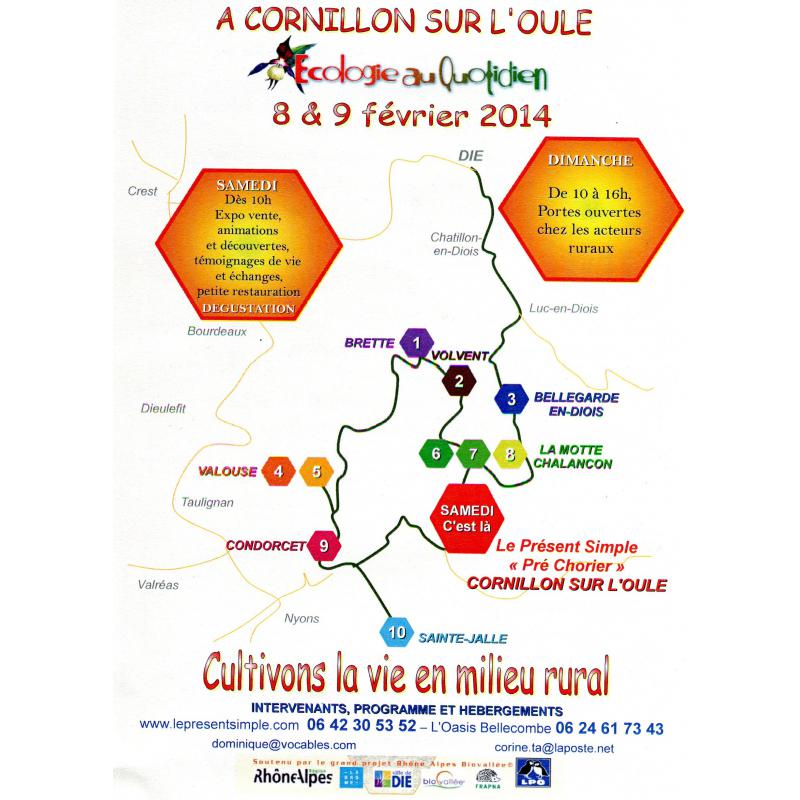 A CORNILLON SUR L'OULE
Ecologie au Quotidien
8 & 9 février 2014
DIE
Crest
SAMEDI
Dès 10h
Expo vente,
animations
et découvertes,
témoignages de vie
et échanges,
petite restauration
DEGUSTATION
DIMANCHE
De 10 à 16h,
Portes ouvertes
chez les acteurs
ruraux
Chatillon-
en-Diois
Luc-en-Diois
Bourdeaux
BRETTE
1
VOLVENT
2
3
BELLEGARDE
EN-DIOIS
Dieulefit
6
7
8
LA MOTTE
CHALANCON
VALOUSE
4
5
Taulignan
SAMEDI
C'est là
CONDORCET
9
Le Présent Simple
« Pré Chorier »
CORNILLON SUR L'OULE
Valréas
Nyons
10
SAINTE-JALLE
Cultivons la vie en milieu rural
INTERVENANTS, PROGRAMME ET HEBERGEMENTS
www.lepresentsimple.com 06 42 30 53 52 – L'Oasis Bellecombe 06 24 61 73 43
dominique@vocables.com
corine.ta@laposte.net
Soutenu par le grand projet Rhône Alpes Biovallée®
RhôneAlpes
LA DRÔME
ville de DIE
biovallée
FRAPNA
LPO